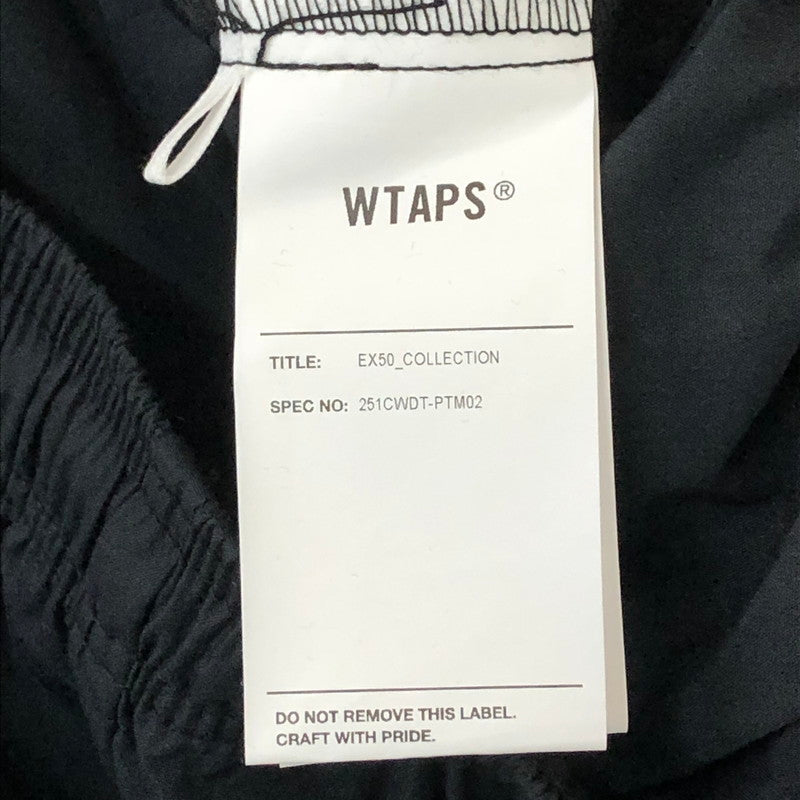 WTAPS®
TITLE: EX50_COLLECTION
SPEC NO: 251CWDT-PTM02
DO NOT REMOVE THIS LABEL.
CRAFT WITH PRIDE.